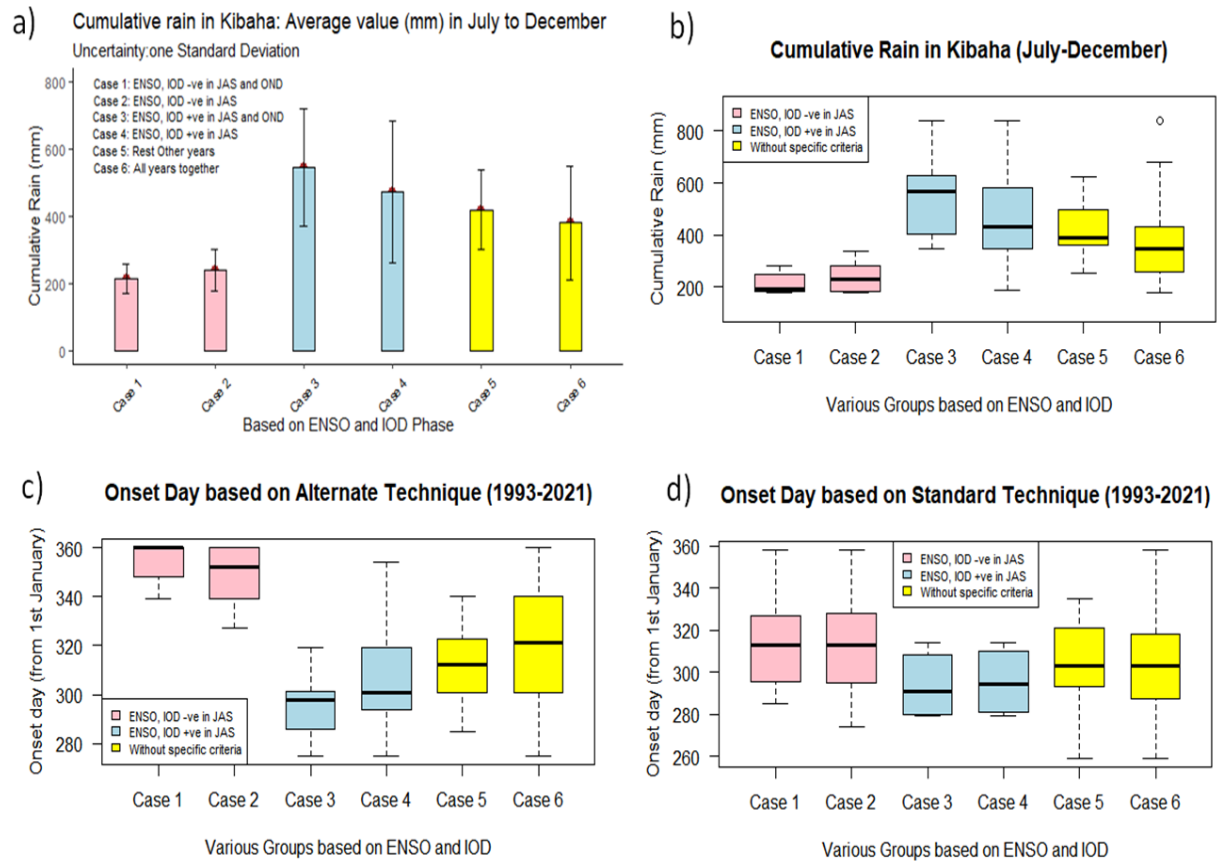 a)
Cumulative rain in Kibaha: Average value (mm) in July to December
Uncertainty:one Standard Deviation
Case 1: ENSO, IOD -ve in JAS and OND
Case 2: ENSO, IOD -ve in JAS
Case 3: ENSO, IOD +ve in JAS and OND
Case 4: ENSO, IOD +ve in JAS
Case 5: Rest Other years
Case 6: All years together
Cumulative Rain (mm)
800
600
400
200
0
Case 1
Case 2
Case 3
Case 4
Case 5
Case 6
Based on ENSO and IOD Phase
b)
Cumulative Rain in Kibaha (July-December)
ENSO, IOD -ve in JAS
ENSO, IOD +ve in JAS
Without specific criteria
Cumulative Rain (mm)
800
600
400
200
Case 1 Case 2 Case 3 Case 4 Case 5 Case 6
Various Groups based on ENSO and IOD
c)
Onset Day based on Alternate Technique (1993-2021)
Onset day (from 1st January)
360
340
320
300
280
ENSO, IOD -ve in JAS
ENSO, IOD +ve in JAS
Without specific criteria
Case 1 Case 2 Case 3 Case 4 Case 5 Case 6
Various Groups based on ENSO and IOD
d)
Onset Day based on Standard Technique (1993-2021)
Onset day (from 1st January)
360
340
320
300
280
260
ENSO, IOD -ve in JAS
ENSO, IOD +ve in JAS
Without specific criteria
Case 1 Case 2 Case 3 Case 4 Case 5 Case 6
Various Groups based on ENSO and IOD